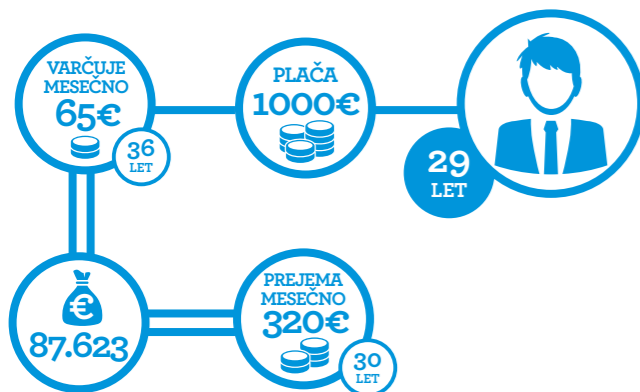 VARČUJE
MESEČNO
65€
36
LET
PLAČA
1000€
29
LET
€
87.623
PREJEMA
MESEČNO
320€
30
LET